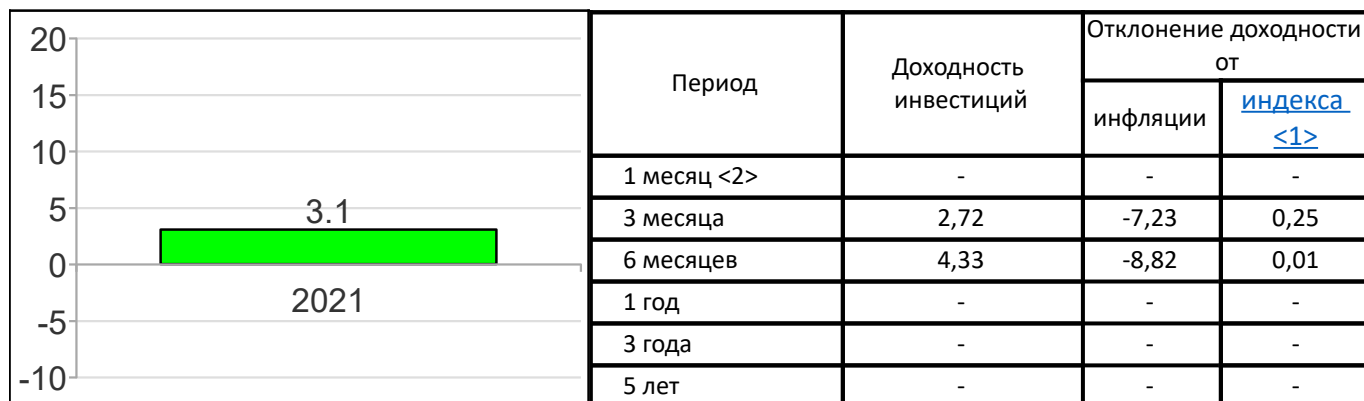 20
15
10
5
0
-5
-10
3.1
2021
Период
Доходность
инвестиций
Отклонение доходности
от
инфляции
индекса
<1>
1 месяц <2> - - -
3 месяца 2,72 -7,23 0,25
6 месяцев 4,33 -8,82 0,01
1 год - - -
3 года - - -
5 лет - - -